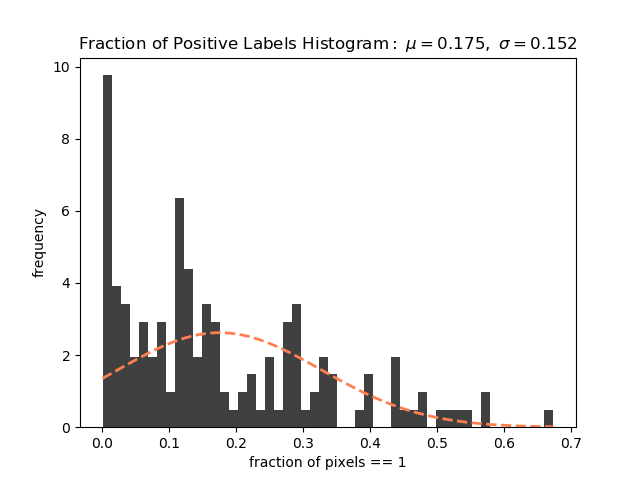 Fraction of Positive Labels Histogram: μ = 0.175, σ = 0.152
10
8
6
4
2
0
frequency
0.0 0.1 0.2 0.3 0.4 0.5 0.6 0.7
fraction of pixels == 1